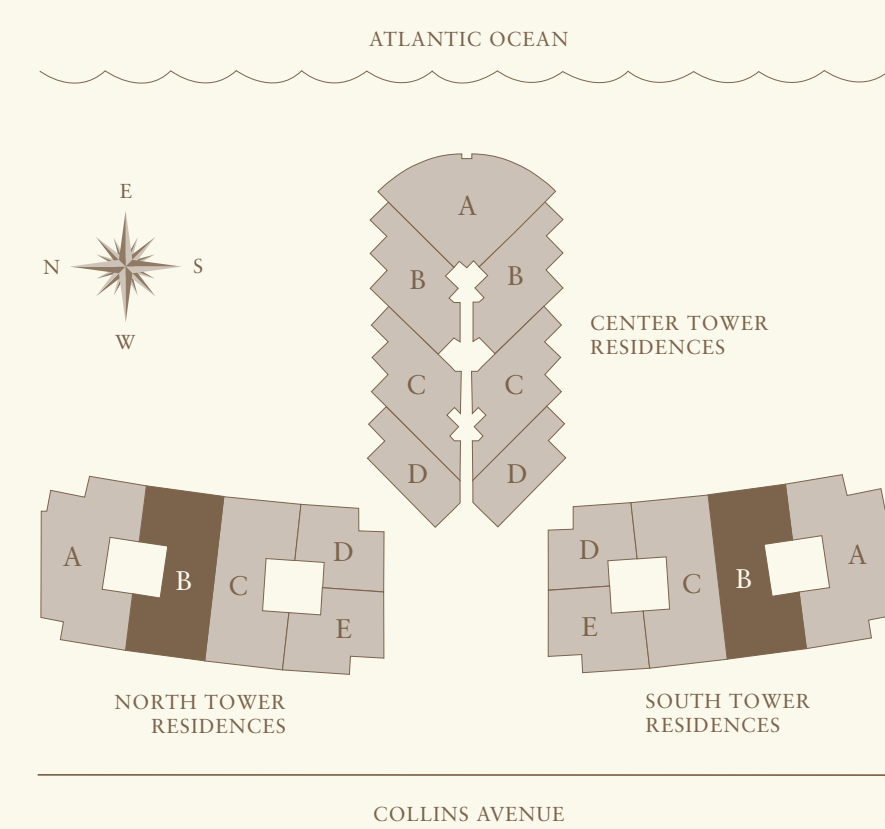 ATLANTIC OCEAN
E
N
S
W
A
B
B
CENTER TOWER
RESIDENCES
C
C
D
D
A
B
C
D
E
D
E
C
B
A
NORTH TOWER
RESIDENCES
SOUTH TOWER
RESIDENCES
COLLINS AVENUE